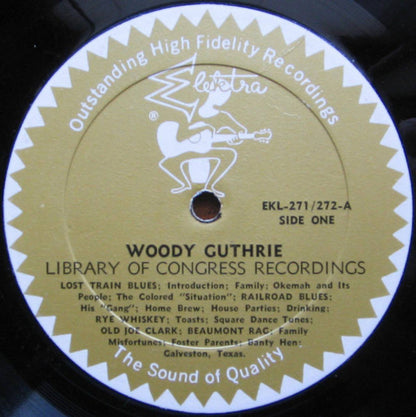 Outstanding High Fidelity Recordings
Elektra
®
EKL-271/272-A
SIDE ONE
WOODY GUTHRIE
LIBRARY OF CONGRESS RECORDINGS
LOST TRAIN BLUES; Introduction; Family; Okemah and Its
People; The Colored "Situation"; RAILROAD BLUES;
His "Gang"; Home Brew; House Parties; Drinking;
RYE WHISKEY; Toasts; Square Dance Tunes;
OLD JOE CLARK; BEAUMONT RAG; Family
Misfortunes; Foster Parents; Banty Hen;
Galveston, Texas.
The Sound of Quality